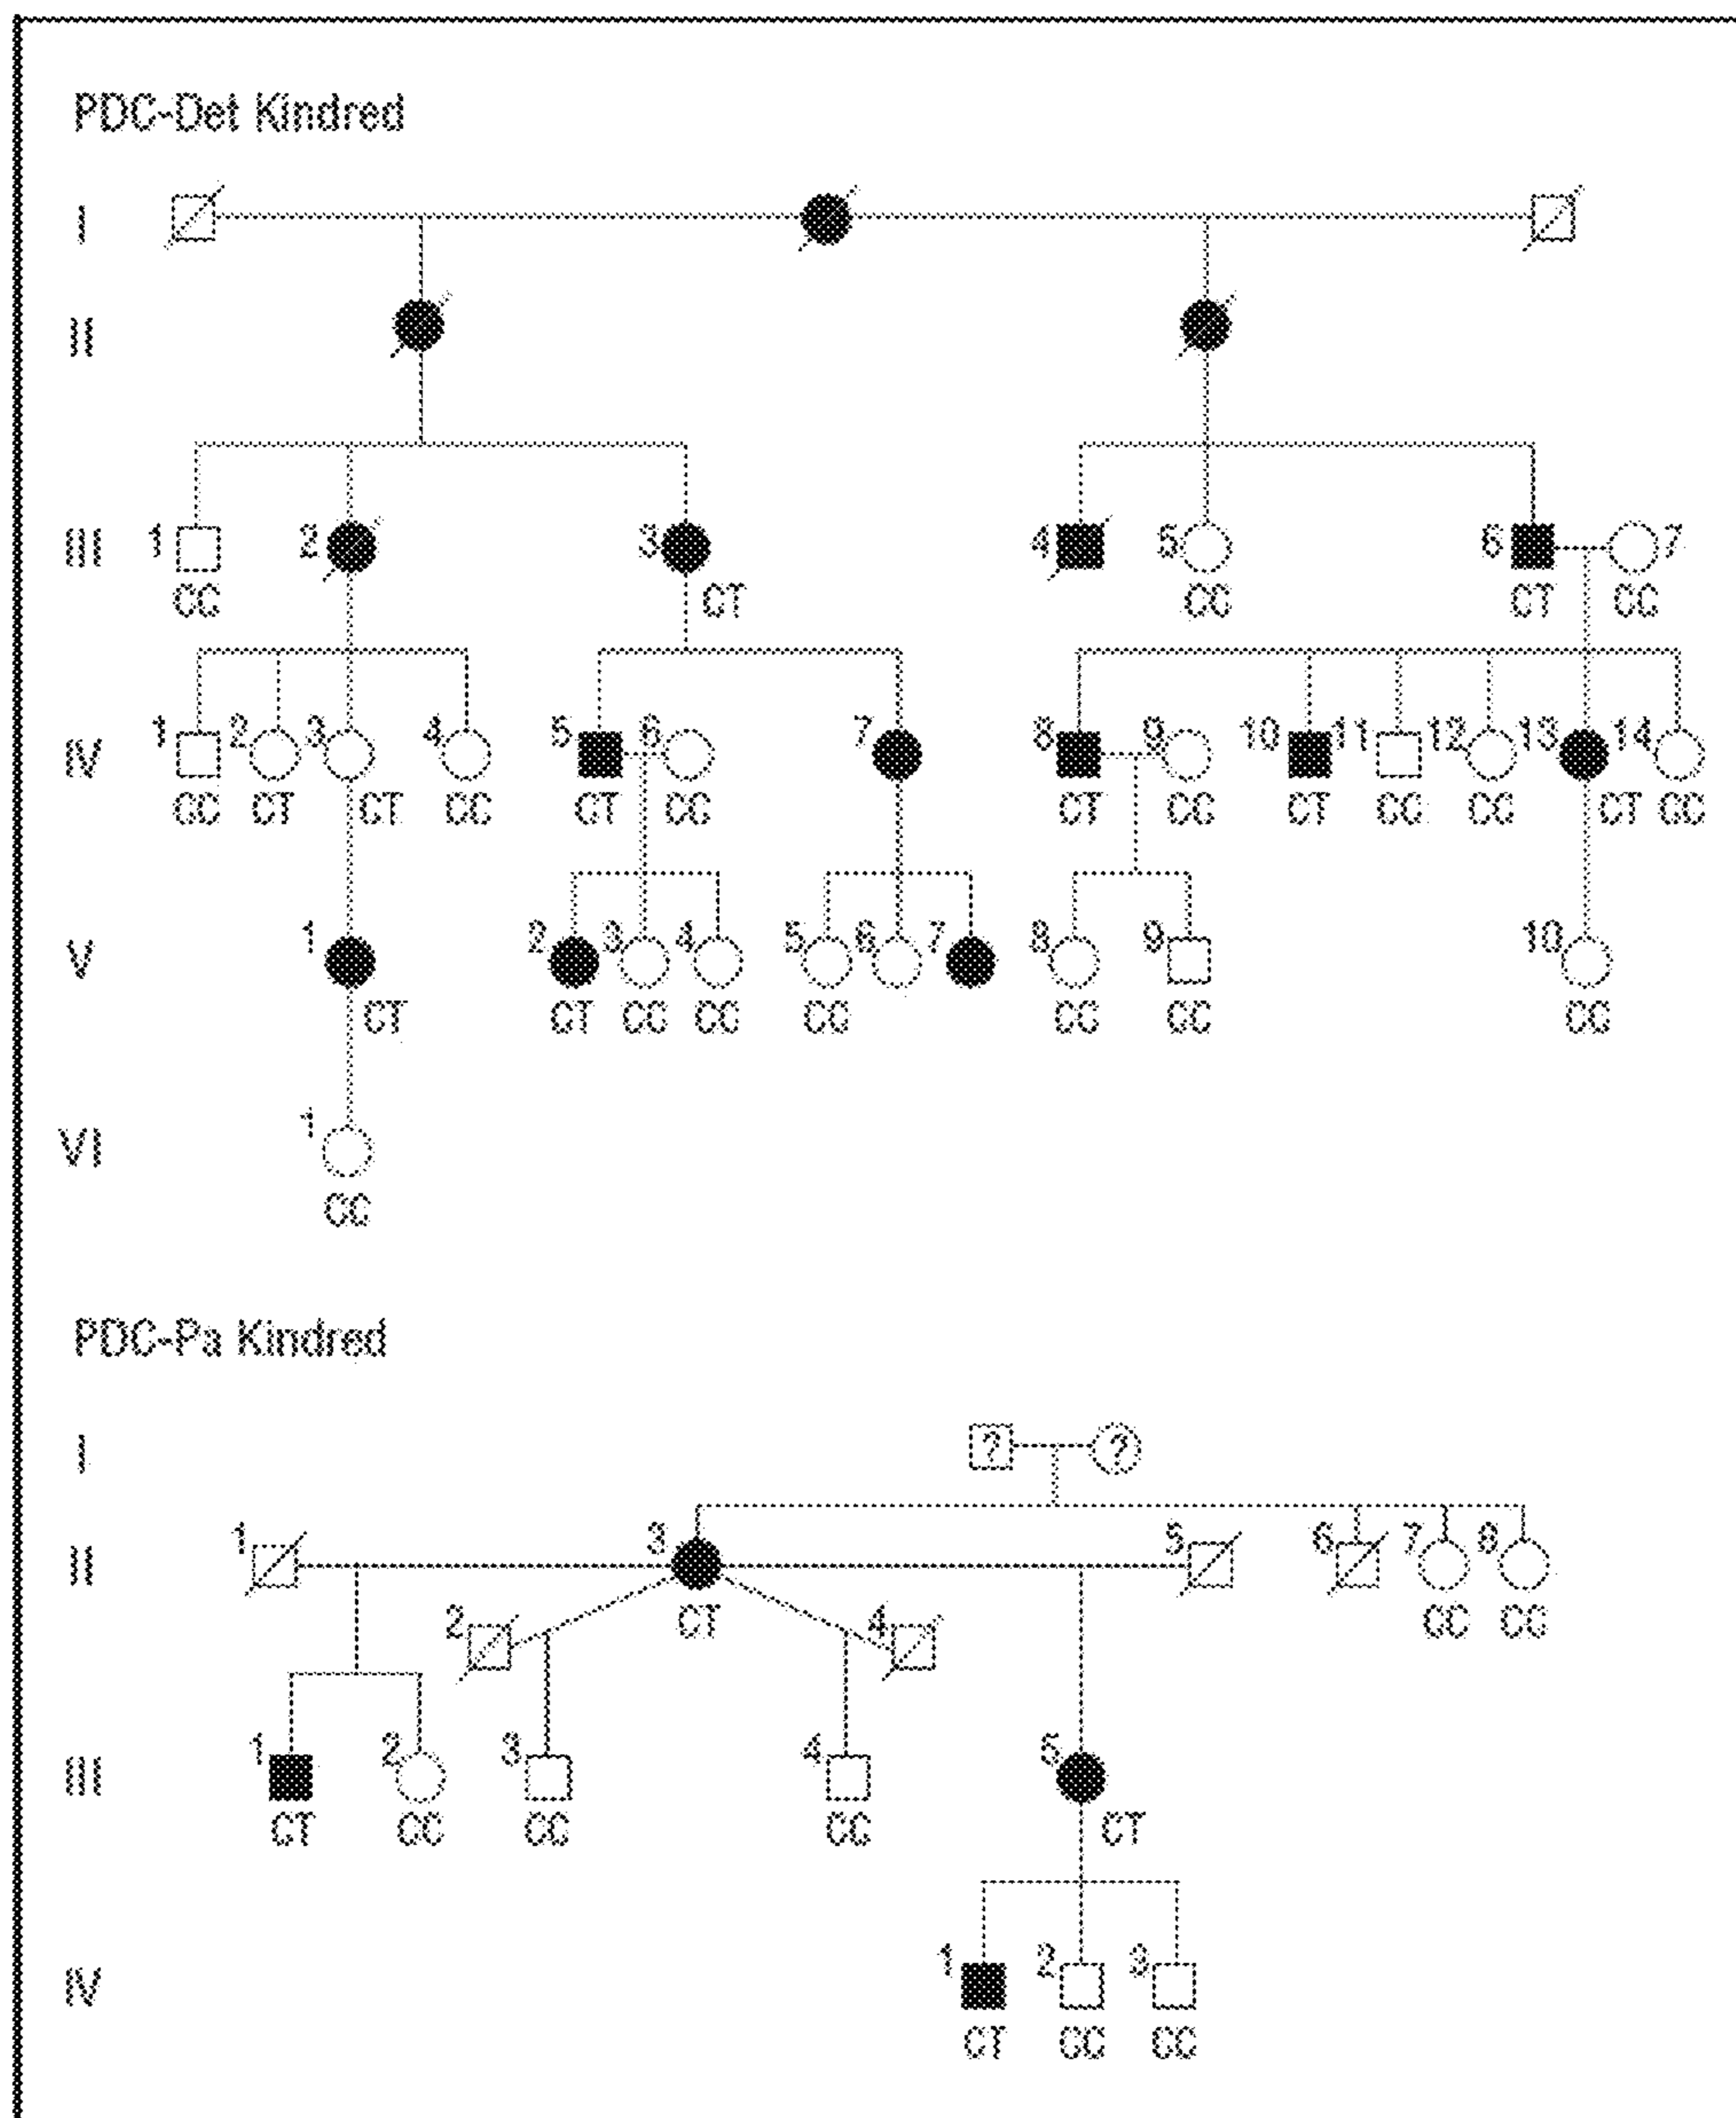 PDC-Det Kindred
I
II
III 1 2 3 4 5 6 7
CC CT CC CT CC
IV 1 2 3 4 5 6 7 8 9 10 11 12 13 14
CC CT CT CC CT CC CT CC CT CC CC CT CC
V 1 2 3 4 5 6 7 8 9 10
CT CT CC CC CC CC CC CC
VI 1
CC
PDC-Pa Kindred
I ? ?
II 1 3 5 6 7 8
2 CT 4 CC CC
III 1 2 3 4 5
CT CC CC CC CT
IV 1 2 3
CT CC CC